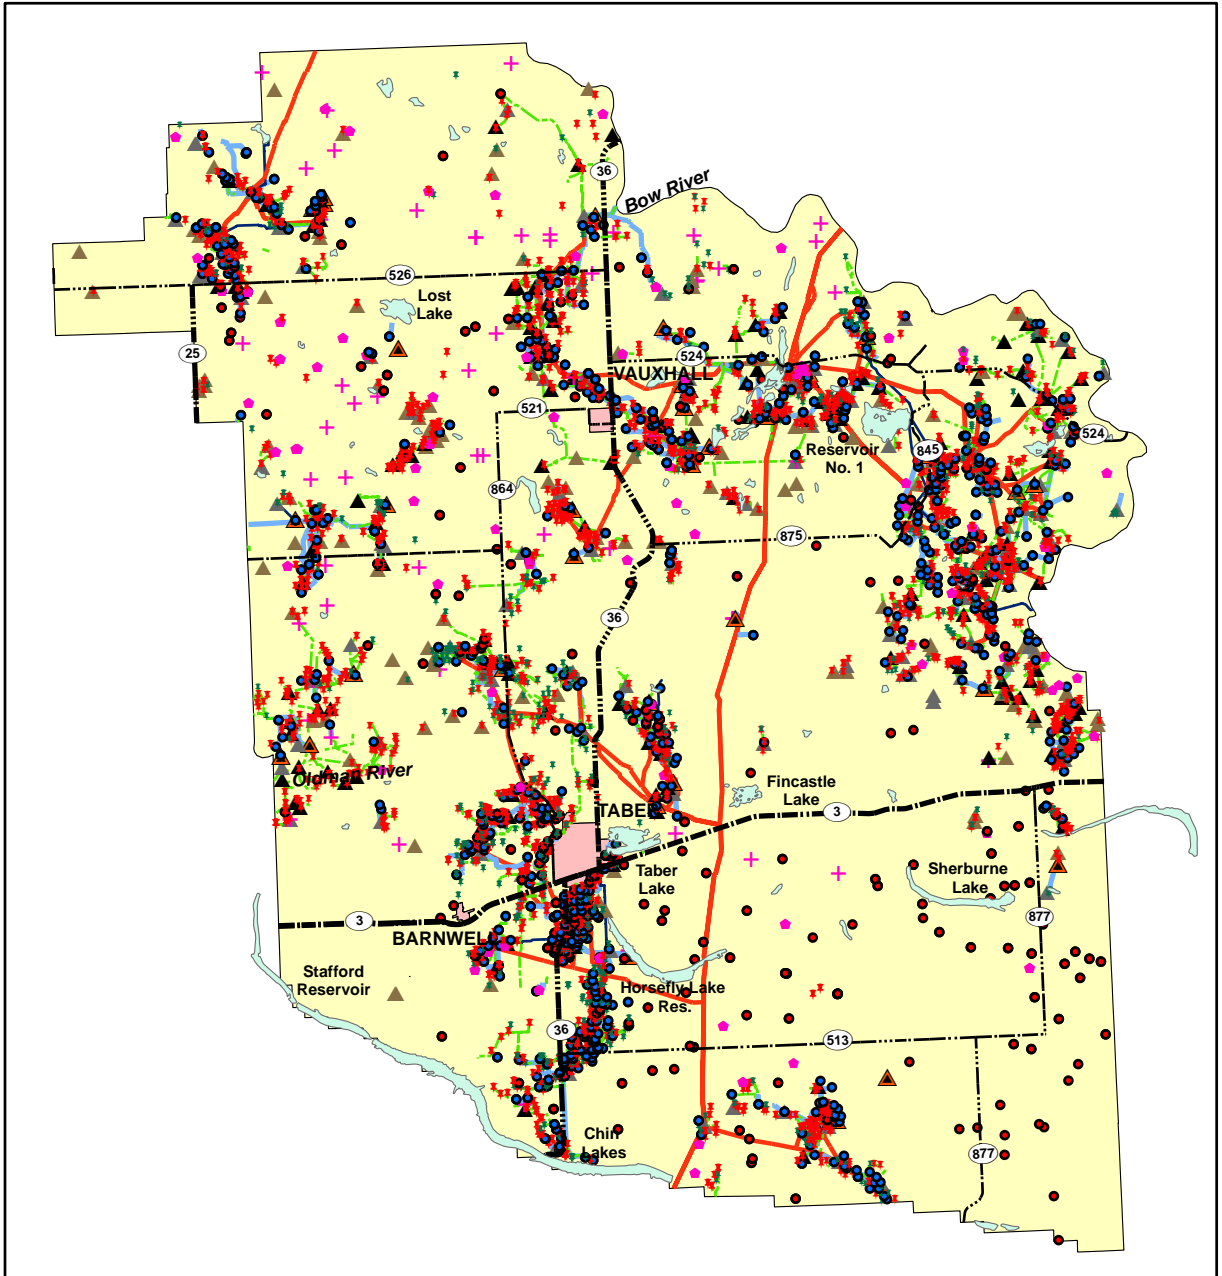 36
Bow River
526
Lost
Lake
25
524
VAUXHALL
521
524
845
Reservoir
No. 1
864
875
36
Oldman River
Fincastle
Lake
3
TABER
Taber
Lake
Sherburne
Lake
877
3
BARNWELL
Stafford
Reservoir
Horsefly Lake
Res.
36
513
Chin
Lakes
877